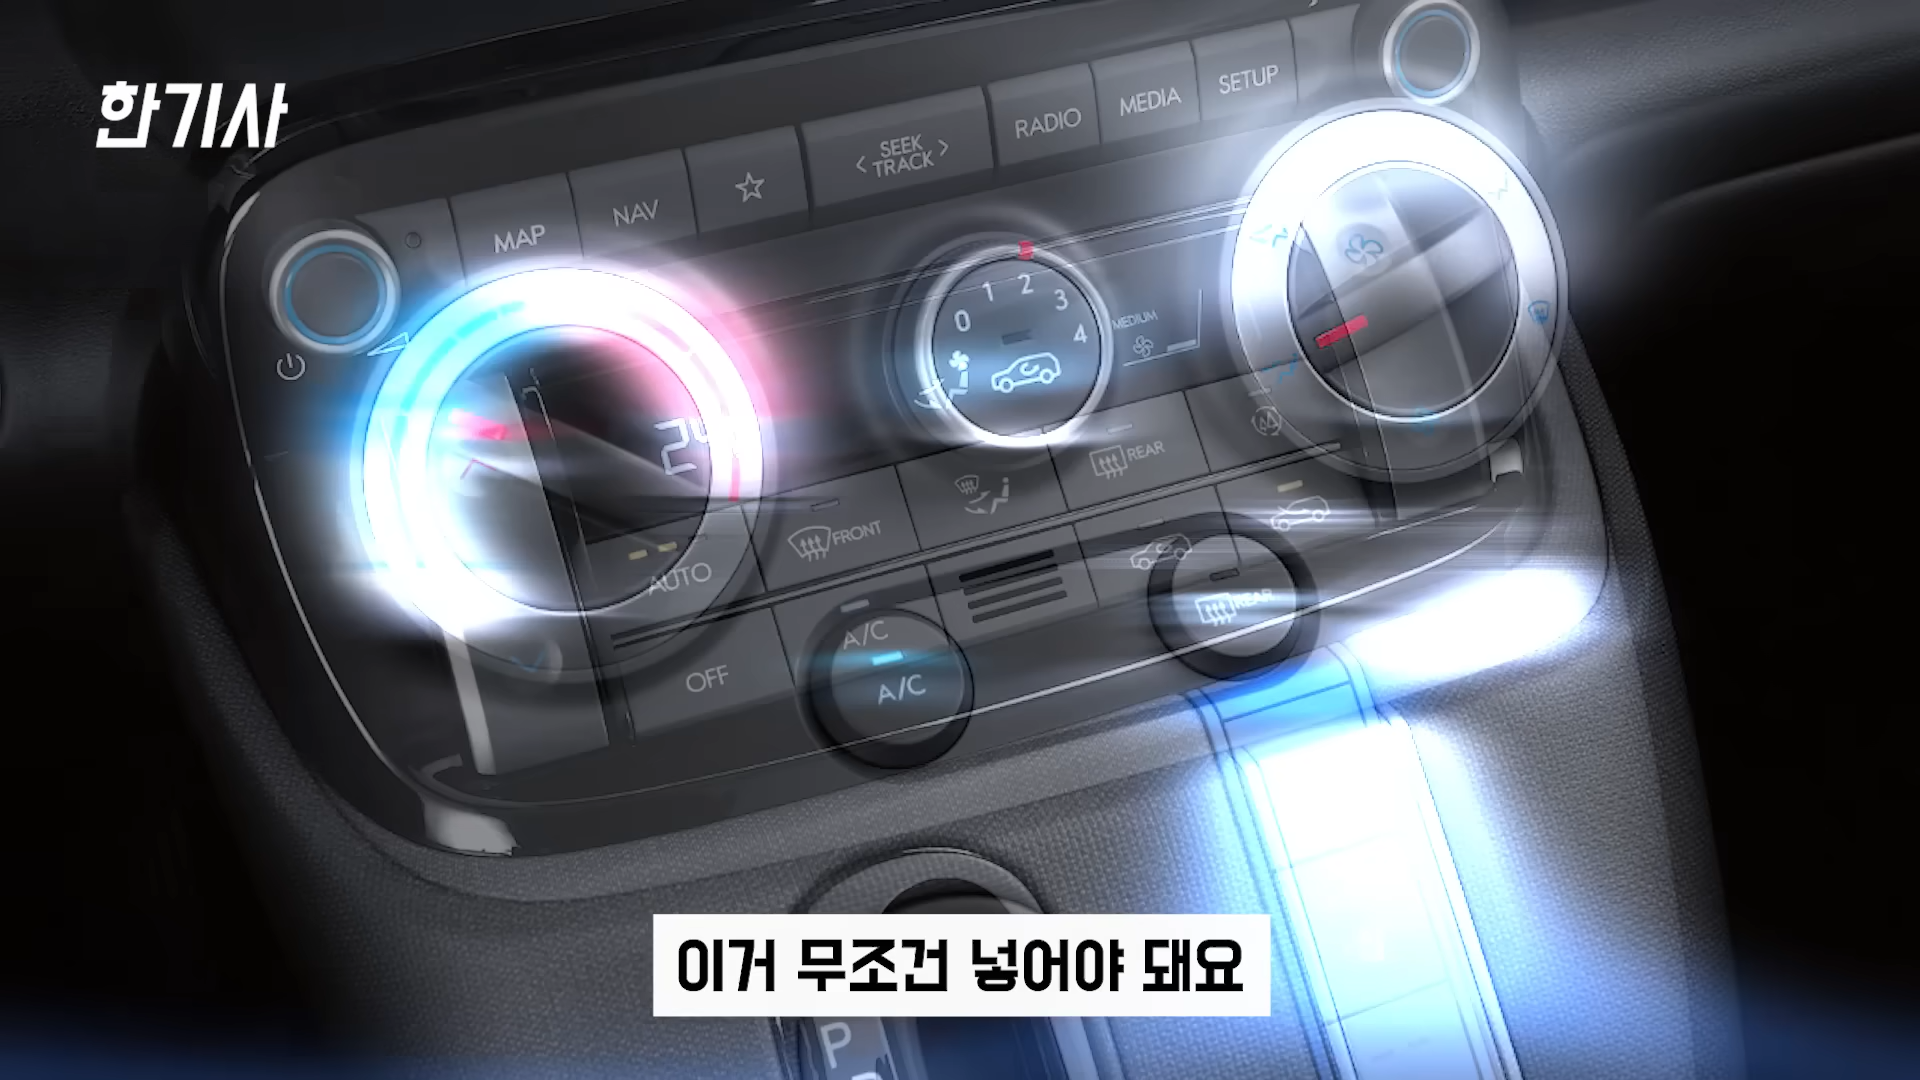 한기사
MAP
NAV
< SEEK TRACK >
RADIO
MEDIA
SETUP
0 1 2 3 4
MEDIUM
24
AUTO
FRONT
REAR
OFF
A/C
A/C
REAR
이거 무조건 넣어야 돼요
P